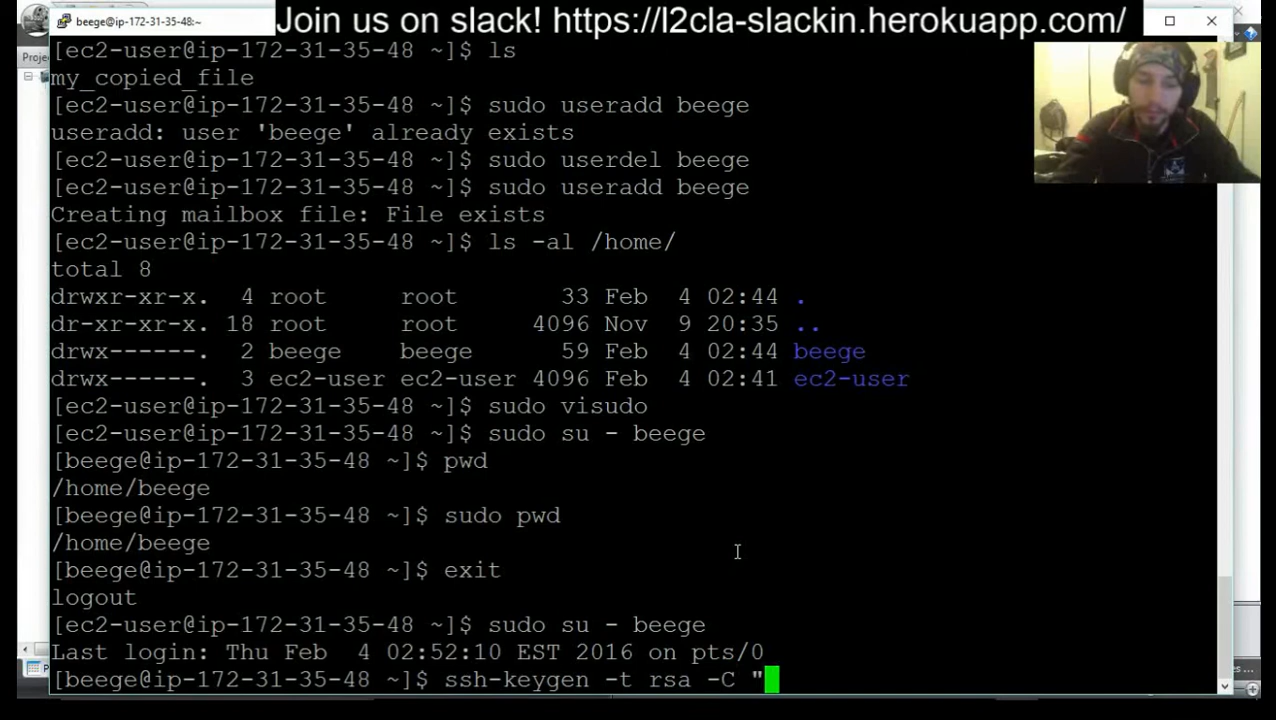 beege@ip-172-31-35-48:~
Join us on slack! https://l2cla-slackin.herokuapp.com/
Proje
[ec2-user@ip-172-31-35-48 ~]$ ls
my_copied_file
[ec2-user@ip-172-31-35-48 ~]$ sudo useradd beege
useradd: user 'beege' already exists
[ec2-user@ip-172-31-35-48 ~]$ sudo userdel beege
[ec2-user@ip-172-31-35-48 ~]$ sudo useradd beege
Creating mailbox file: File exists
[ec2-user@ip-172-31-35-48 ~]$ ls -al /home/
total 8
drwxr-xr-x. 4 root root 33 Feb 4 02:44 .
dr-xr-xr-x. 18 root root 4096 Nov 9 20:35 ..
drwx------. 2 beege beege 59 Feb 4 02:44 beege
drwx------. 3 ec2-user ec2-user 4096 Feb 4 02:41 ec2-user
[ec2-user@ip-172-31-35-48 ~]$ sudo visudo
[ec2-user@ip-172-31-35-48 ~]$ sudo su - beege
[beege@ip-172-31-35-48 ~]$ pwd
/home/beege
[beege@ip-172-31-35-48 ~]$ sudo pwd
/home/beege
[beege@ip-172-31-35-48 ~]$ exit
logout
[ec2-user@ip-172-31-35-48 ~]$ sudo su - beege
Last login: Thu Feb 4 02:52:10 EST 2016 on pts/0
[beege@ip-172-31-35-48 ~]$ ssh-keygen -t rsa -C "